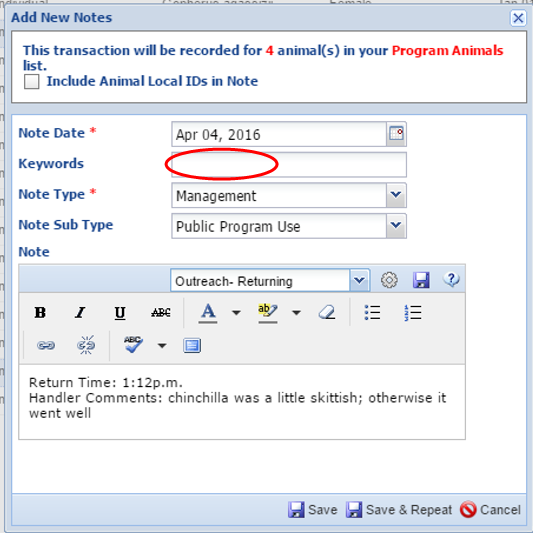 Add New Notes
This transaction will be recorded for 4 animal(s) in your Program Animals
list.
Include Animal Local IDs in Note
Note Date *
Apr 04, 2016
Keywords
Note Type *
Management
Note Sub Type
Public Program Use
Note
Outreach- Returning
B I U ABC A ab
ABC
Return Time: 1:12p.m.
Handler Comments: chinchilla was a little skittish; otherwise it
went well
Save Save & Repeat Cancel